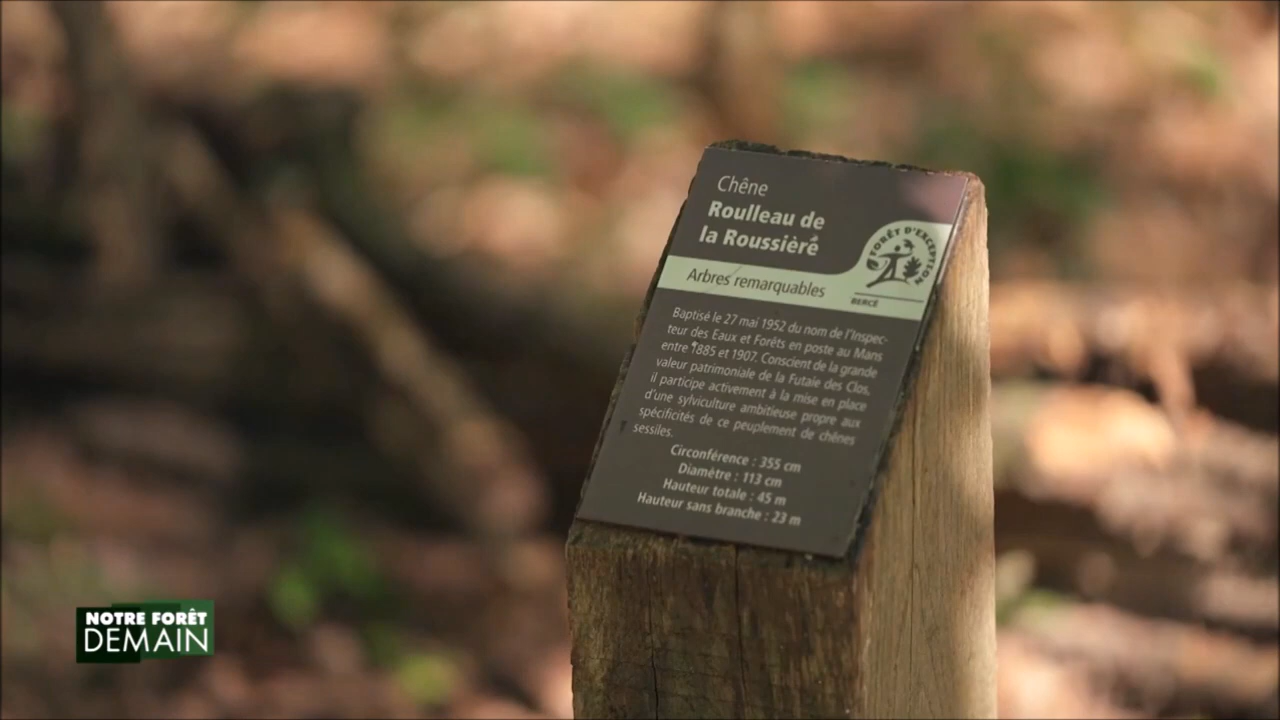 Chêne
Roulleau de
la Roussière
FORÊT D'EXCEPTION
BERCÉ
Arbres remarquables
Baptisé le 27 mai 1952 du nom de l'Inspec-
teur des Eaux et Forêts en poste au Mans
entre 1885 et 1907. Conscient de la grande
valeur patrimoniale de la Futaie des Clos,
il participe activement à la mise en place
d'une sylviculture ambitieuse propre aux
spécificités de ce peuplement de chênes
sessiles.
Circonférence : 355 cm
Diamètre : 113 cm
Hauteur totale : 45 m
Hauteur sans branche : 23 m
NOTRE FORÊT
DEMAIN